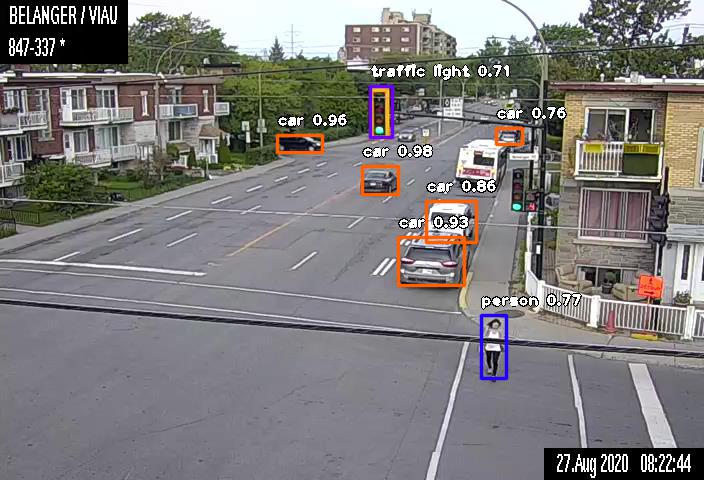 BELANGER / VIAU
847-337 *
traffic light 0.71
car 0.96
car 0.76
car 0.98
car 0.86
car 0.93
person 0.77
27.Aug 2020 08:22:44